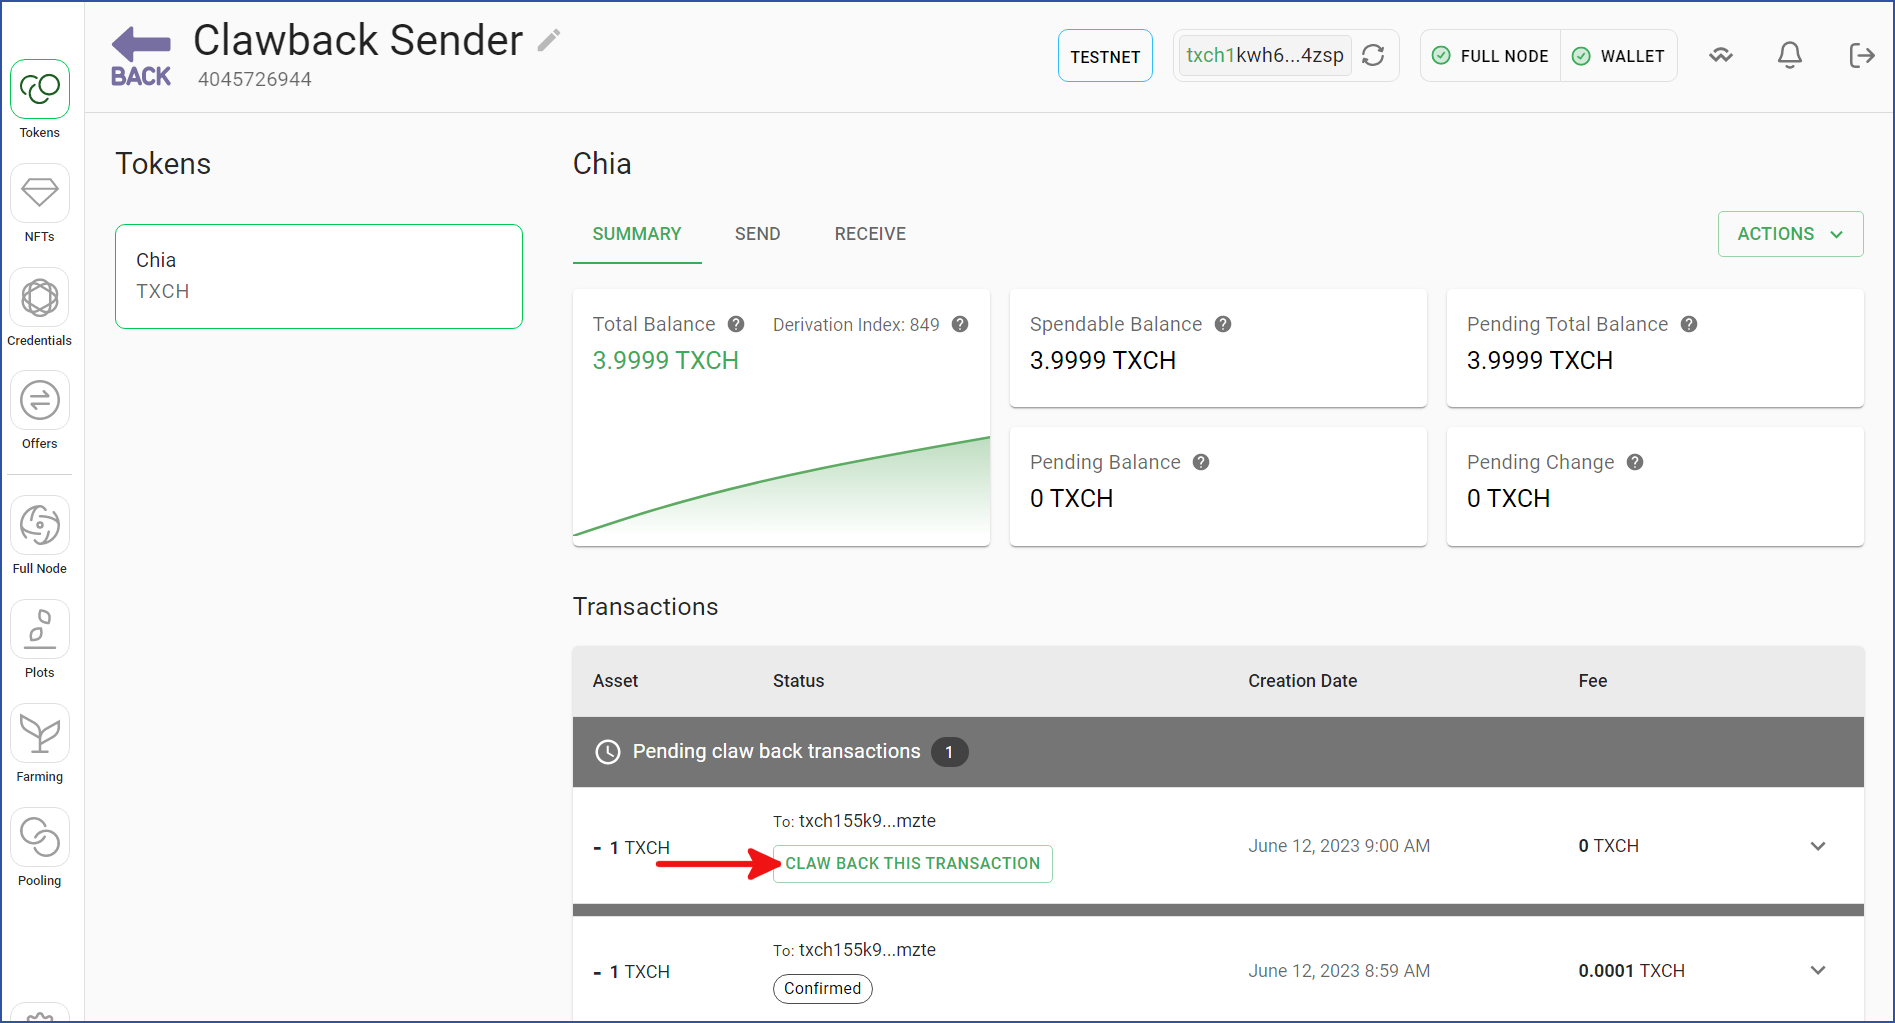 BACK
Clawback Sender
4045726944
TESTNET
txch1kwh6...4zsp
FULL NODE
WALLET
Tokens
NFTs
Credentials
Offers
Full Node
Plots
Farming
Pooling
Tokens
Chia
TXCH
Chia
SUMMARY
SEND
RECEIVE
ACTIONS
Total Balance
Derivation Index: 849
3.9999 TXCH
Spendable Balance
3.9999 TXCH
Pending Total Balance
3.9999 TXCH
Pending Balance
0 TXCH
Pending Change
0 TXCH
Transactions
Asset Status Creation Date Fee
Pending claw back transactions 1
- 1 TXCH
To: txch155k9...mzte
CLAW BACK THIS TRANSACTION
June 12, 2023 9:00 AM
0 TXCH
- 1 TXCH
To: txch155k9...mzte
Confirmed
June 12, 2023 8:59 AM
0.0001 TXCH